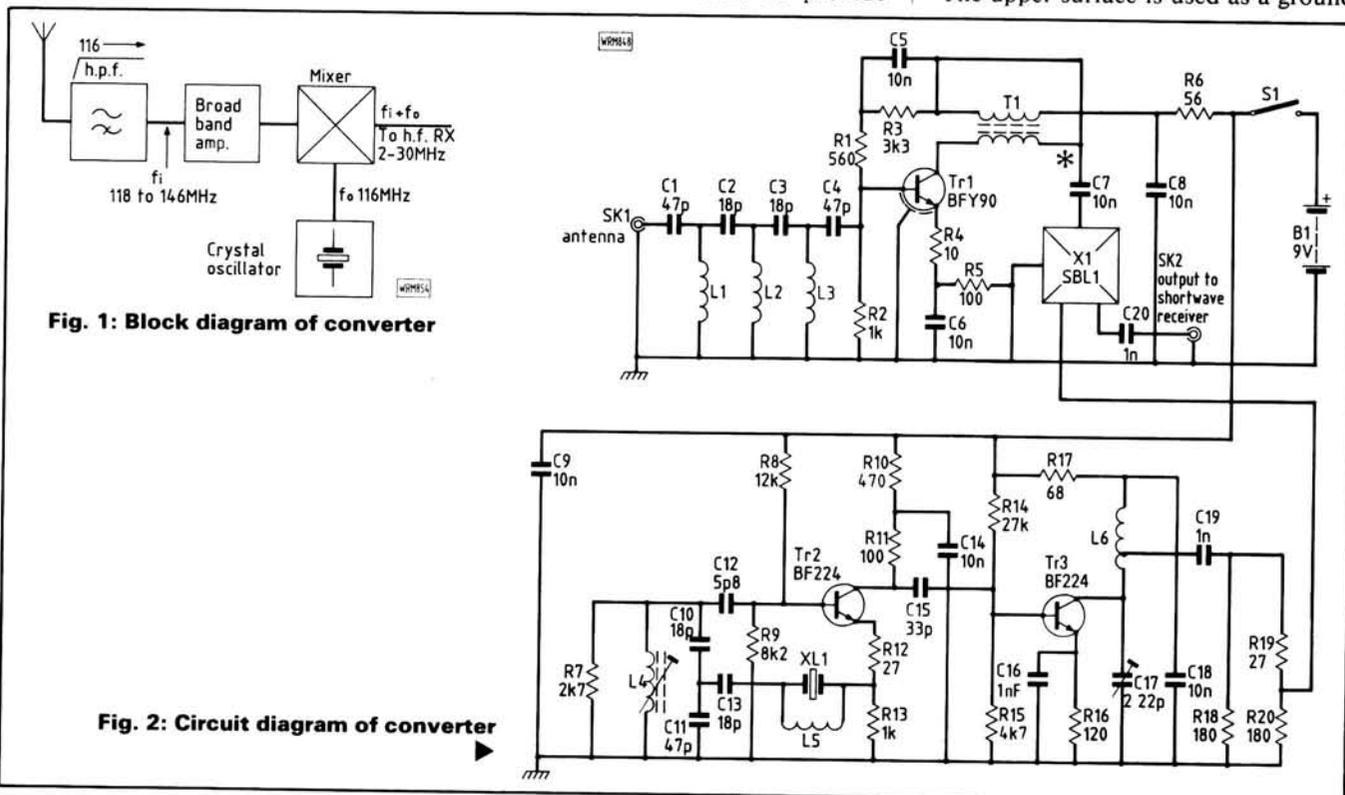 The upper surface is used as a ground
116
h.p.f.
Broad
band
amp.
Mixer
fi+fo
To h.f. RX
2-30MHz
fi
118 to 146MHz
fo 116MHz
Crystal
oscillator
WRM854
Fig. 1: Block diagram of converter
WRM848
C5
10n
R3
3k3
R1
560
T1
R6
56
S1
Tr1
BFY90
*
C7
10n
C8
10n
B1
9V
+
SK1
antenna
C1
47p
C2
18p
C3
18p
C4
47p
L1
L2
L3
R2
1k
R4
10
R5
100
C6
10n
X1
SBL1
SK2
output to
shortwave
receiver
C20
1n
C9
10n
R8
12k
R10
470
R11
100
C14
10n
R14
27k
R17
68
L6
C19
1n
Tr2
BF224
Tr3
BF224
C12
5p8
C10
18p
R9
8k2
C15
33p
R7
2k7
L4
C11
47p
C13
18p
XL1
L5
R12
27
R13
1k
C16
1nF
R15
4k7
R16
120
C17
2 22p
C18
10n
R18
180
R19
27
R20
180
Fig. 2: Circuit diagram of converter